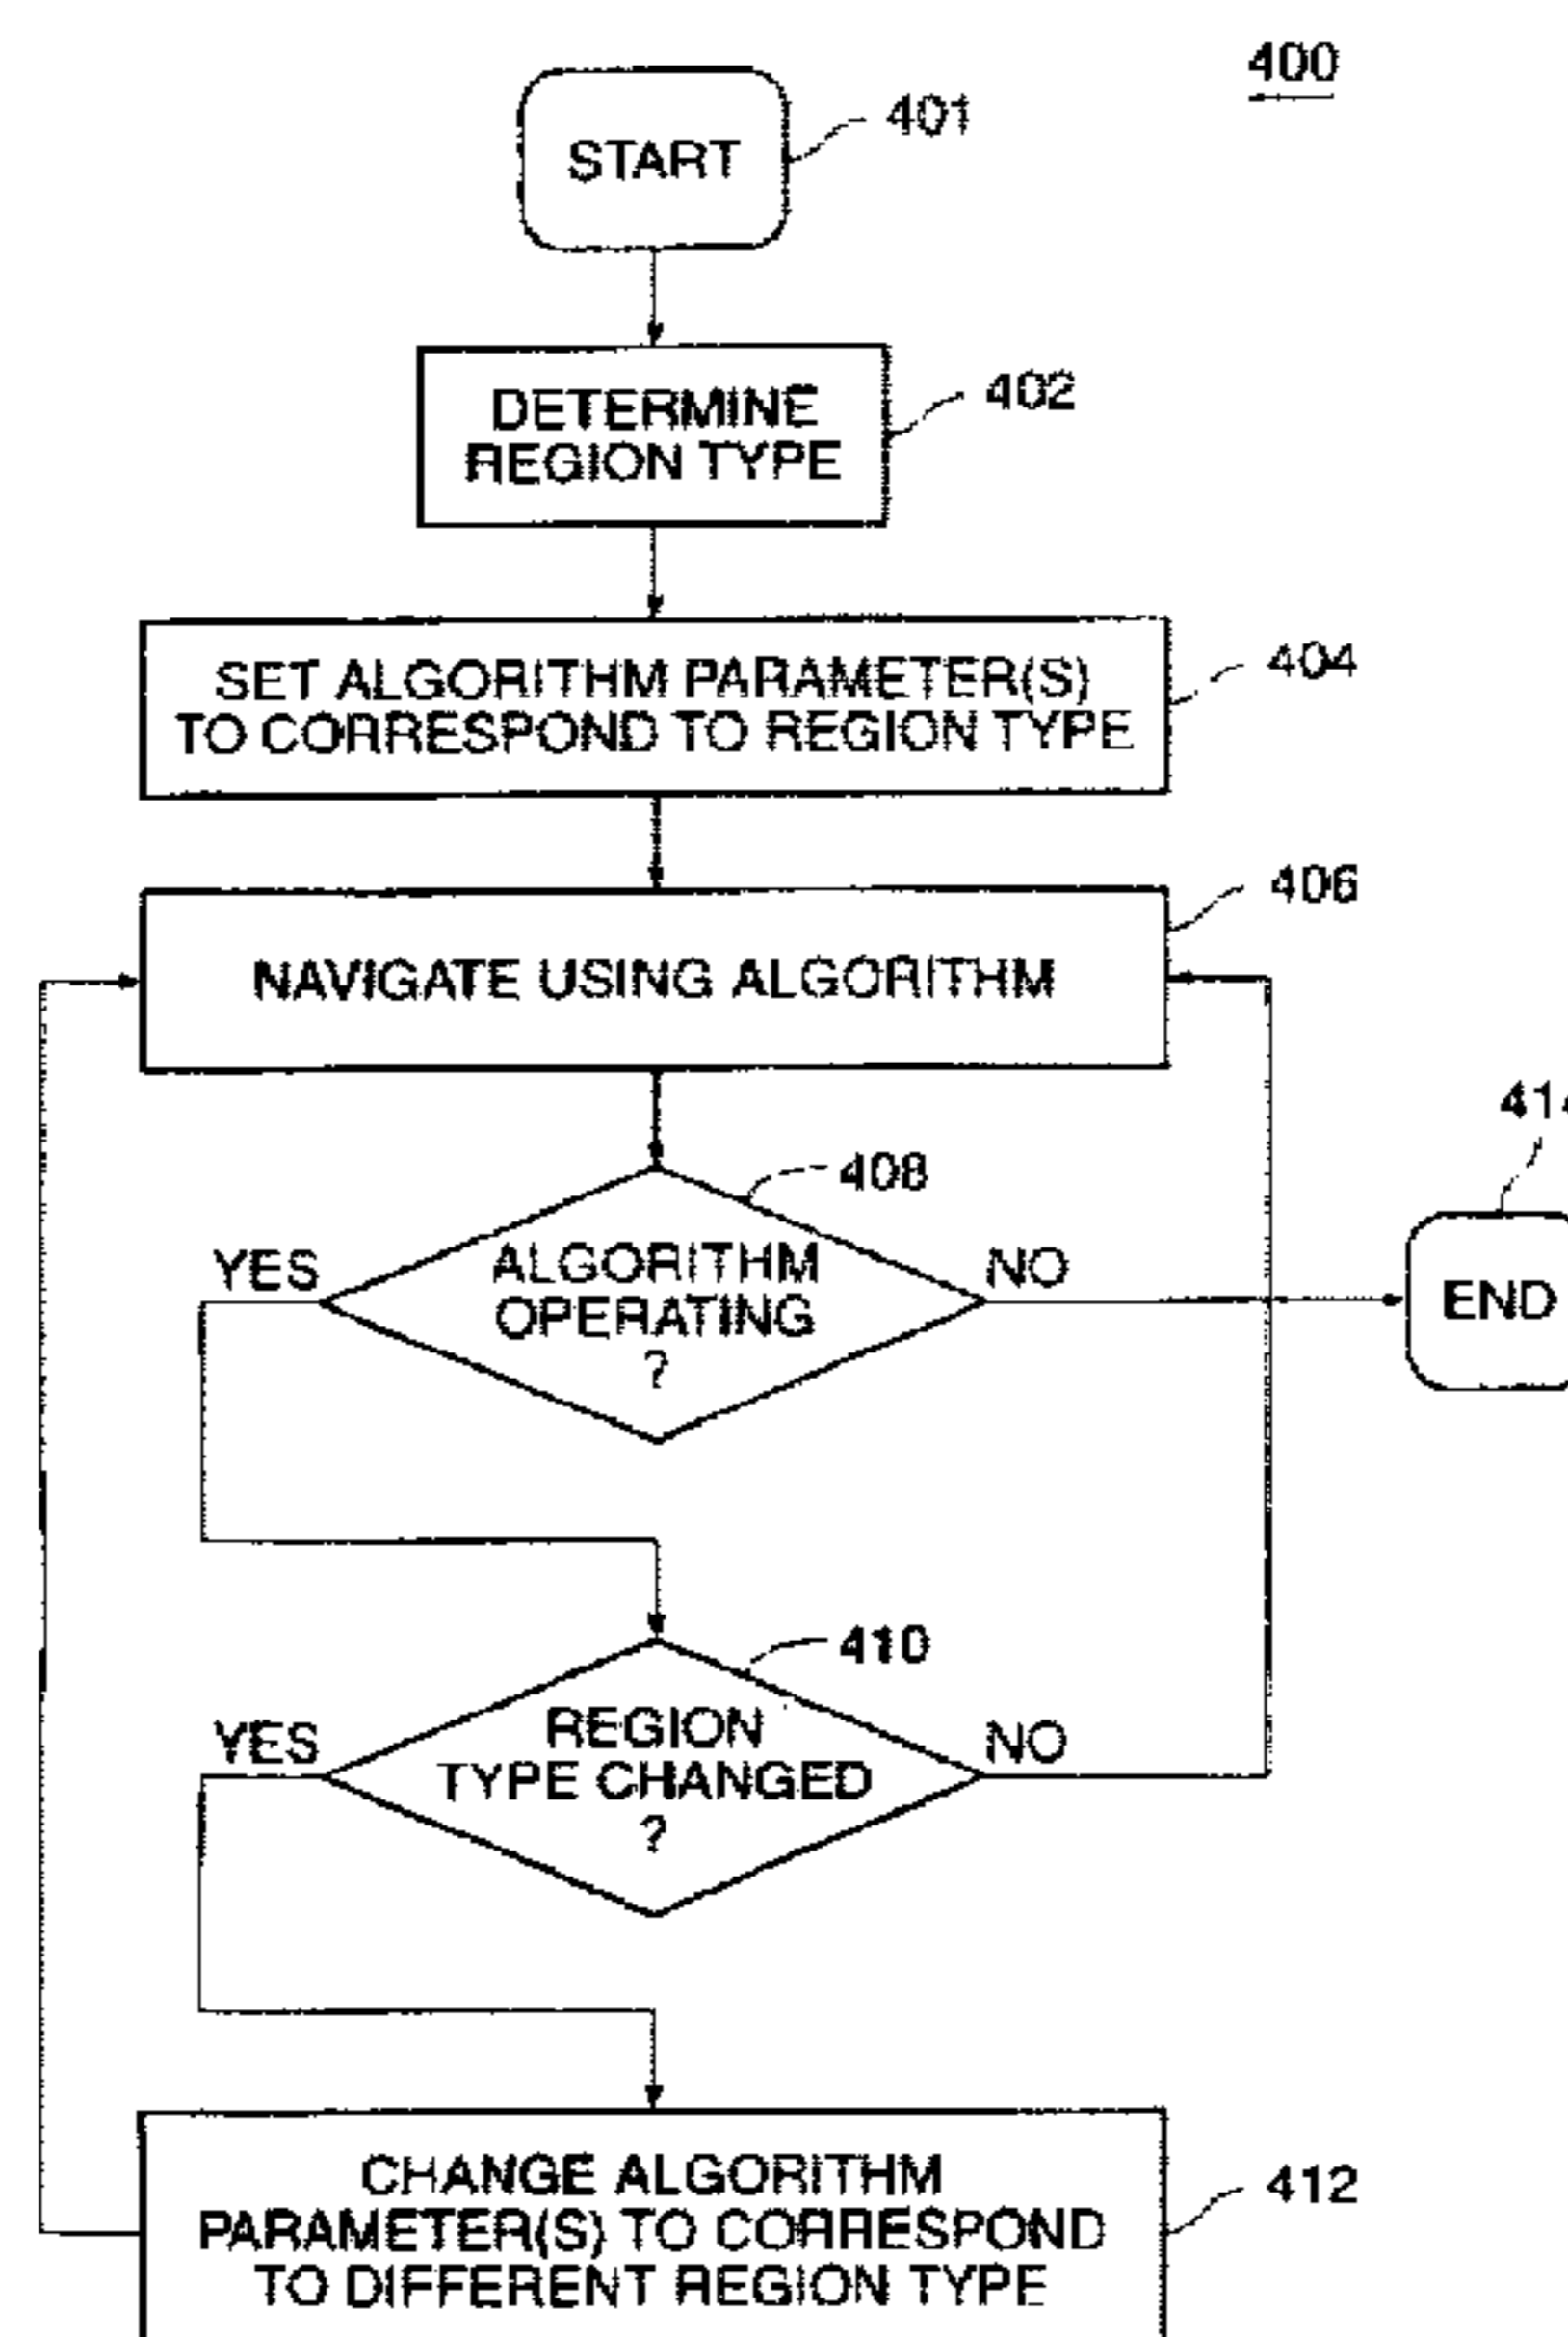 400
START
401
DETERMINE
REGION TYPE
402
SET ALGORITHM PARAMETER(S)
TO CORRESPOND TO REGION TYPE
404
NAVIGATE USING ALGORITHM
406
408
ALGORITHM
OPERATING
?
YES
NO
414
END
410
REGION
TYPE CHANGED
?
YES
NO
CHANGE ALGORITHM
PARAMETER(S) TO CORRESPOND
TO DIFFERENT REGION TYPE
412